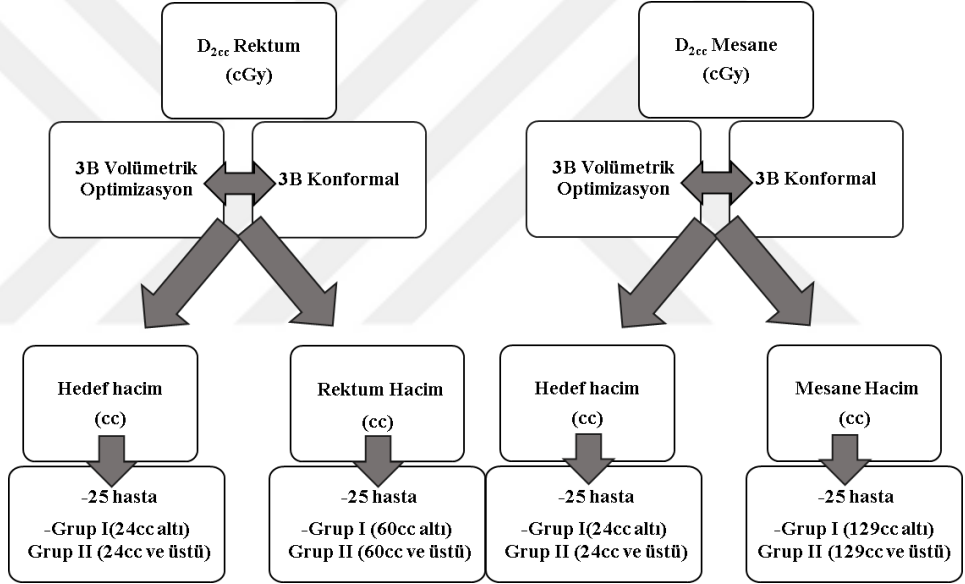 D2cc Rektum
(cGy)
3B Volümetrik
Optimizasyon
3B Konformal
Hedef hacim
(cc)
-25 hasta
-Grup I(24cc altı)
Grup II (24cc ve üstü)
Rektum Hacim
(cc)
-25 hasta
-Grup I (60cc altı)
Grup II (60cc ve üstü)
D2cc Mesane
(cGy)
3B Volümetrik
Optimizasyon
3B Konformal
Hedef hacim
(cc)
-25 hasta
-Grup I(24cc altı)
Grup II (24cc ve üstü)
Mesane Hacim
(cc)
-25 hasta
-Grup I (129cc altı)
Grup II (129cc ve üstü)